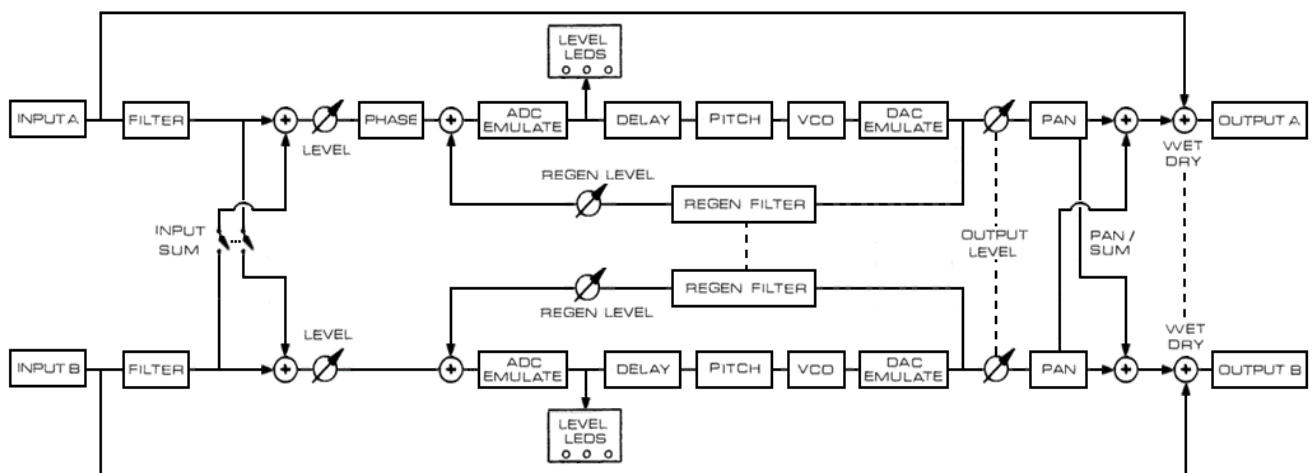 LEVEL
LEDS
INPUT A
FILTER
LEVEL
PHASE
ADC
EMULATE
DELAY
PITCH
VCO
DAC
EMULATE
PAN
OUTPUT A
WET
DRY
REGEN LEVEL
REGEN FILTER
INPUT
SUM
OUTPUT
LEVEL
PAN /
SUM
REGEN FILTER
REGEN LEVEL
LEVEL
WET
DRY
INPUT B
FILTER
ADC
EMULATE
DELAY
PITCH
VCO
DAC
EMULATE
PAN
OUTPUT B
LEVEL
LEDS